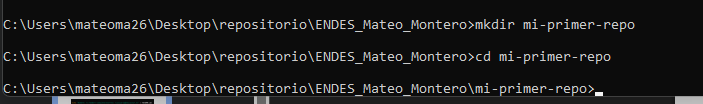 C:\Users\mateoma26\Desktop\repositorio\ENDES_Mateo_Montero>mkdir mi-primer-repo
C:\Users\mateoma26\Desktop\repositorio\ENDES_Mateo_Montero>cd mi-primer-repo
C:\Users\mateoma26\Desktop\repositorio\ENDES_Mateo_Montero\mi-primer-repo>